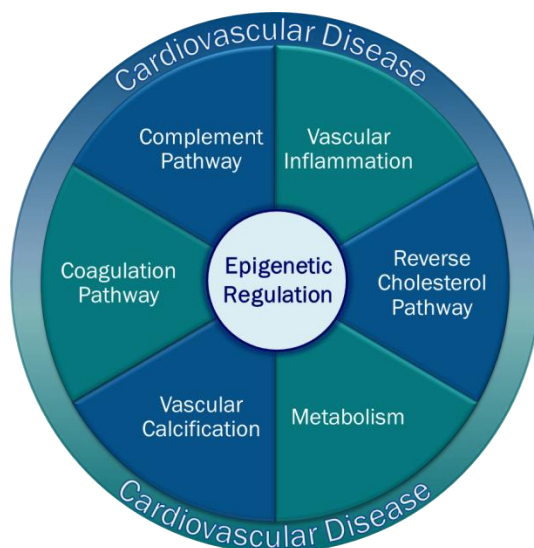 Cardiovascular Disease
Complement
Pathway
Vascular
Inflammation
Coagulation
Pathway
Epigenetic
Regulation
Reverse
Cholesterol
Pathway
Vascular
Calcification
Metabolism
Cardiovascular Disease